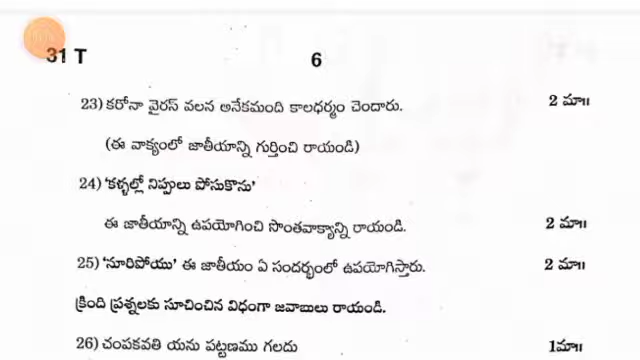 31 T
6
23) కరోనా వైరస్ వలన అనేకమంది కాలధర్మం చెందారు. 2 మా॥
(ఈ వాక్యంలో జాతీయాన్ని గుర్తించి రాయండి)
24) 'కళ్ళల్లో నిప్పులు పోసుకొను'
ఈ జాతీయాన్ని ఉపయోగించి సొంతవాక్యాన్ని రాయండి. 2 మా॥
25) 'నూరిపోయు' ఈ జాతీయం ఏ సందర్భంలో ఉపయోగిస్తారు. 2 మా॥
క్రింది ప్రశ్నలకు సూచించిన విధంగా జవాబులు రాయండి.
26) చంపకవతి యను పట్టణము గలదు 1మా॥